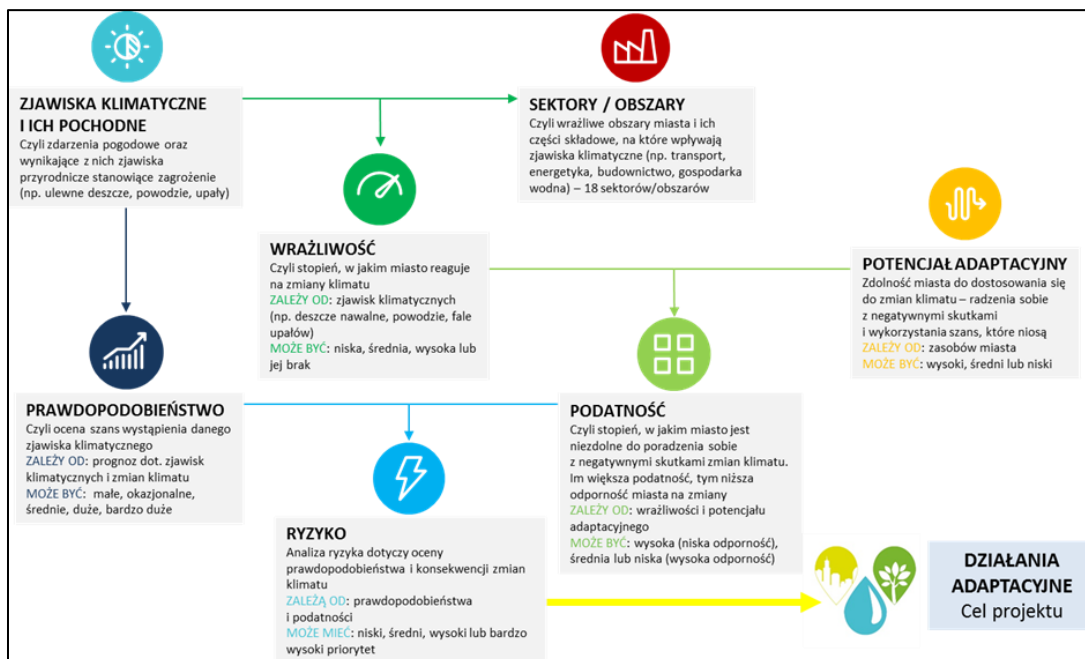 ZJAWISKA KLIMATYCZNE
I ICH POCHODNE
Czyli zdarzenia pogodowe oraz
wynikające z nich zjawiska
przyrodnicze stanowiące zagrożenie
(np. ulewne deszcze, powodzie, upały)
SEKTORY / OBSZARY
Czyli wrażliwe obszary miasta i ich
części składowe, na które wpływają
zjawiska klimatyczne (np. transport,
energetyka, budownictwo, gospodarka
wodna) – 18 sektorów/obszarów
WRAŻLIWOŚĆ
Czyli stopień, w jakim miasto reaguje
na zmiany klimatu
ZALEŻY OD: zjawisk klimatycznych
(np. deszcze nawalne, powodzie, fale
upałów)
MOŻE BYĆ: niska, średnia, wysoka lub
jej brak
POTENCJAŁ ADAPTACYJNY
Zdolność miasta do dostosowania się
do zmian klimatu – radzenia sobie
z negatywnymi skutkami
i wykorzystania szans, które niosą
ZALEŻY OD: zasobów miasta
MOŻE BYĆ: wysoki, średni lub niski
PRAWDOPODOBIEŃSTWO
Czyli ocena szans wystąpienia danego
zjawiska klimatycznego
ZALEŻY OD: prognoz dot. zjawisk
klimatycznych i zmian klimatu
MOŻE BYĆ: małe, okazjonalne,
średnie, duże, bardzo duże
PODATNOŚĆ
Czyli stopień, w jakim miasto jest
niezdolne do poradzenia sobie
z negatywnymi skutkami zmian klimatu.
Im większa podatność, tym niższa
odporność miasta na zmiany
ZALEŻY OD: wrażliwości i potencjału
adaptacyjnego
MOŻE BYĆ: wysoka (niska odporność),
średnia lub niska (wysoka odporność)
RYZYKO
Analiza ryzyka dotyczy oceny
prawdopodobieństwa i konsekwencji zmian
klimatu
ZALEŻĄ OD: prawdopodobieństwa
i podatności
MOŻE MIEĆ: niski, średni, wysoki lub bardzo
wysoki priorytet
DZIAŁANIA
ADAPTACYJNE
Cel projektu